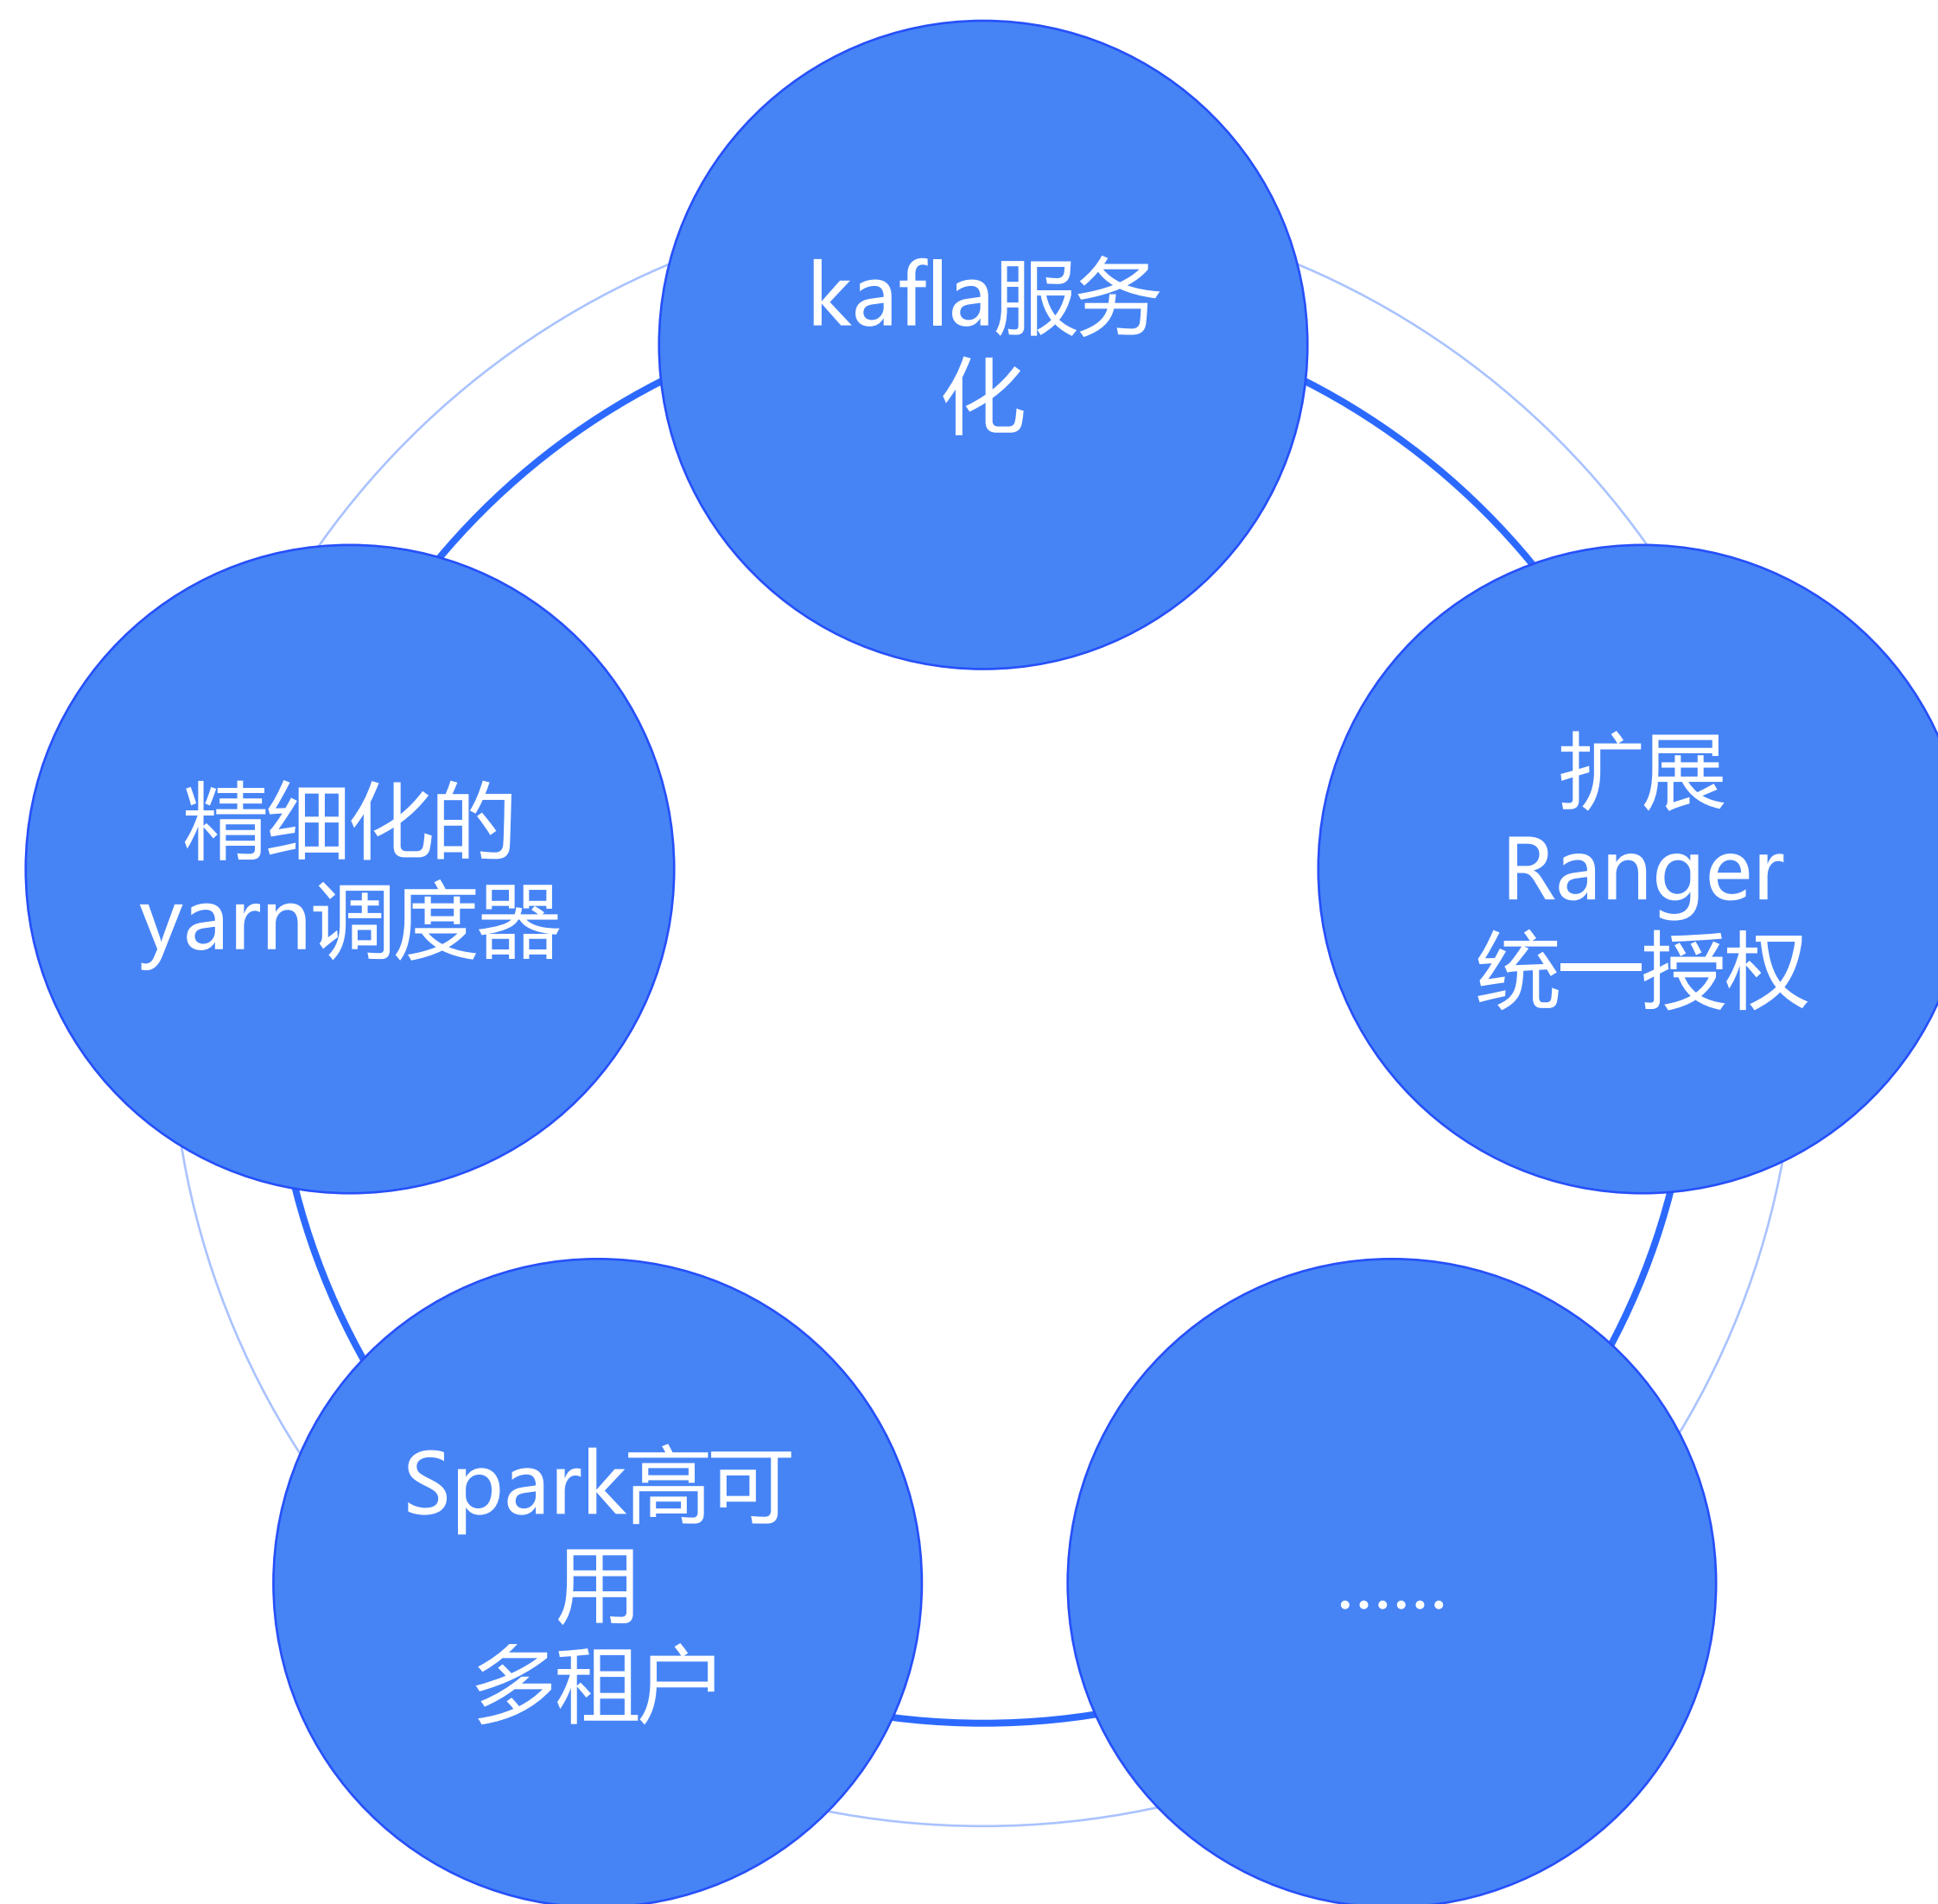 kafla服务
化
精细化的
yarn调度器
扩展
Ranger
统一授权
Spark高可
用
多租户
......